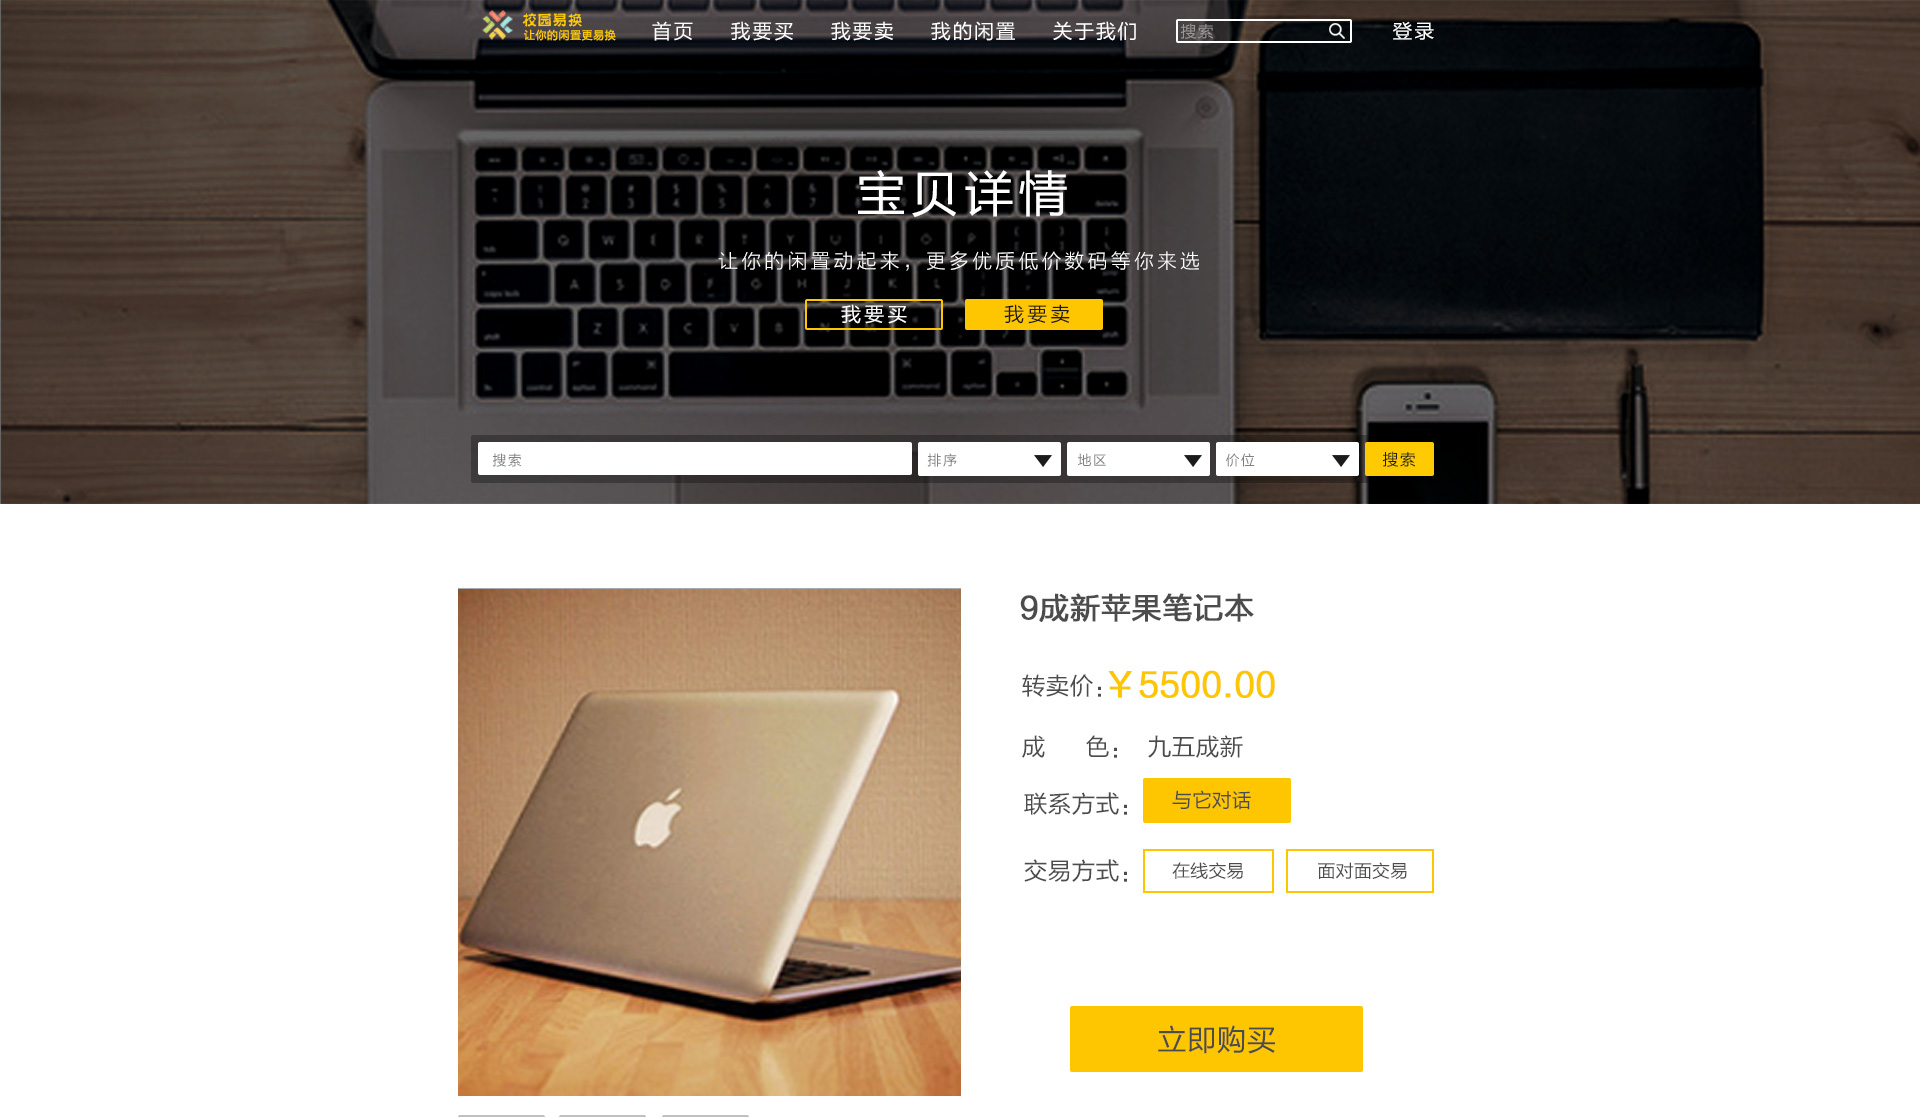 校园易换
让你的闲置更易换
首页 我要买 我要卖 我的闲置 关于我们 搜索 登录
宝贝详情
让你的闲置动起来，更多优质低价数码等你来选
我要买 我要卖
搜索 排序 地区 价位 搜索
9成新苹果笔记本
转卖价：￥5500.00
成 色： 九五成新
联系方式： 与它对话
交易方式： 在线交易 面对面交易
立即购买